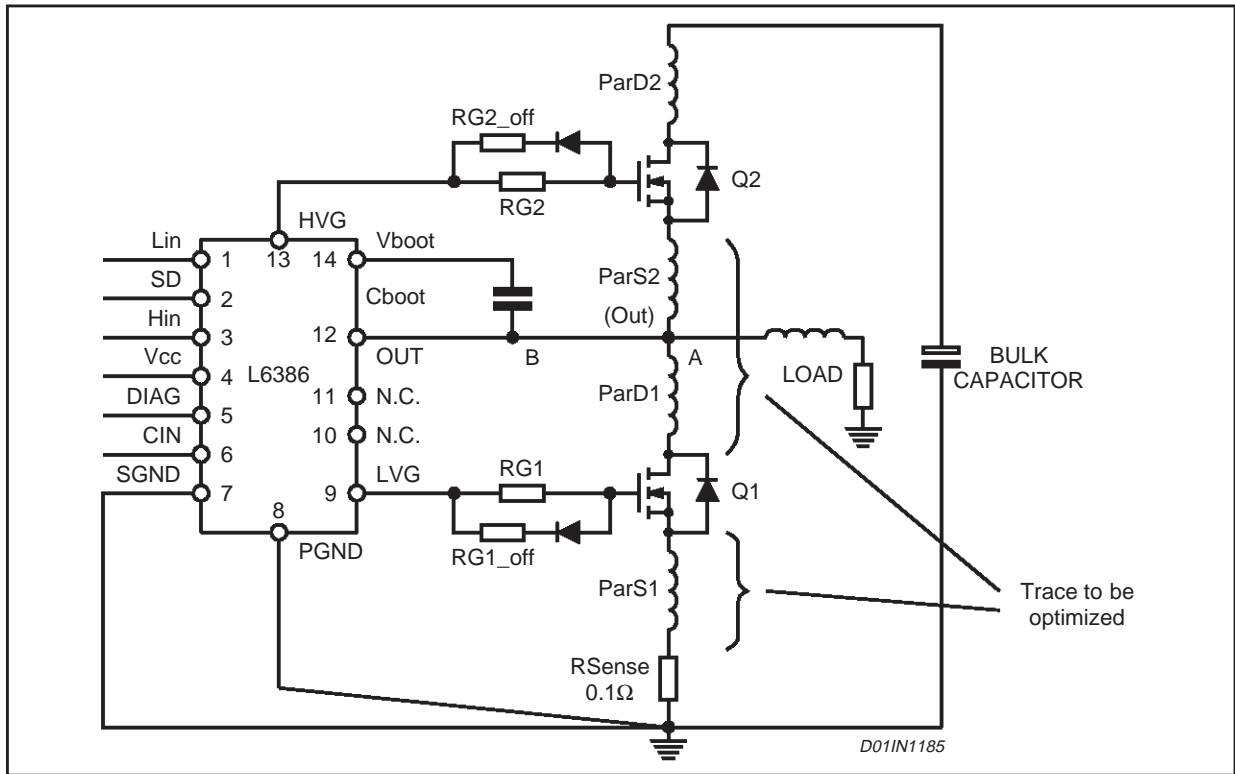 ParD2
RG2_off
Q2
RG2
HVG
Lin
Vboot
1
13
14
SD
ParS2
2
Cboot
Hin
(Out)
3
12
Vcc
OUT
B
A
4
L6386
LOAD
BULK
CAPACITOR
DIAG
11
N.C.
ParD1
5
CIN
10
N.C.
6
SGND
LVG
RG1
Q1
7
9
8
PGND
RG1_off
ParS1
Trace to be
optimized
RSense
0.1Ω
D01IN1185